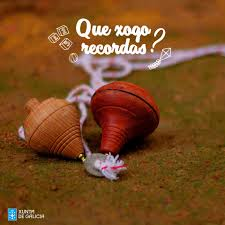 Que xogo
recordas?
XUNTA
DE GALICIA